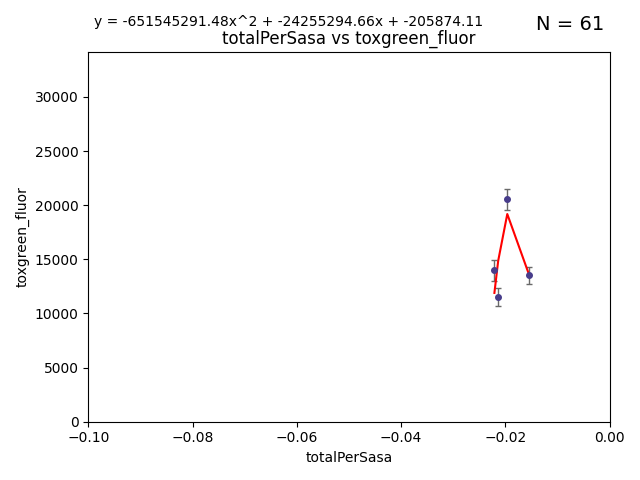 y = -651545291.48x^2 + -24255294.66x + -205874.11
N = 61
totalPerSasa vs toxgreen_fluor
30000
25000
20000
15000
10000
5000
0
toxgreen_fluor
−0.10 −0.08 −0.06 −0.04 −0.02 0.00
totalPerSasa